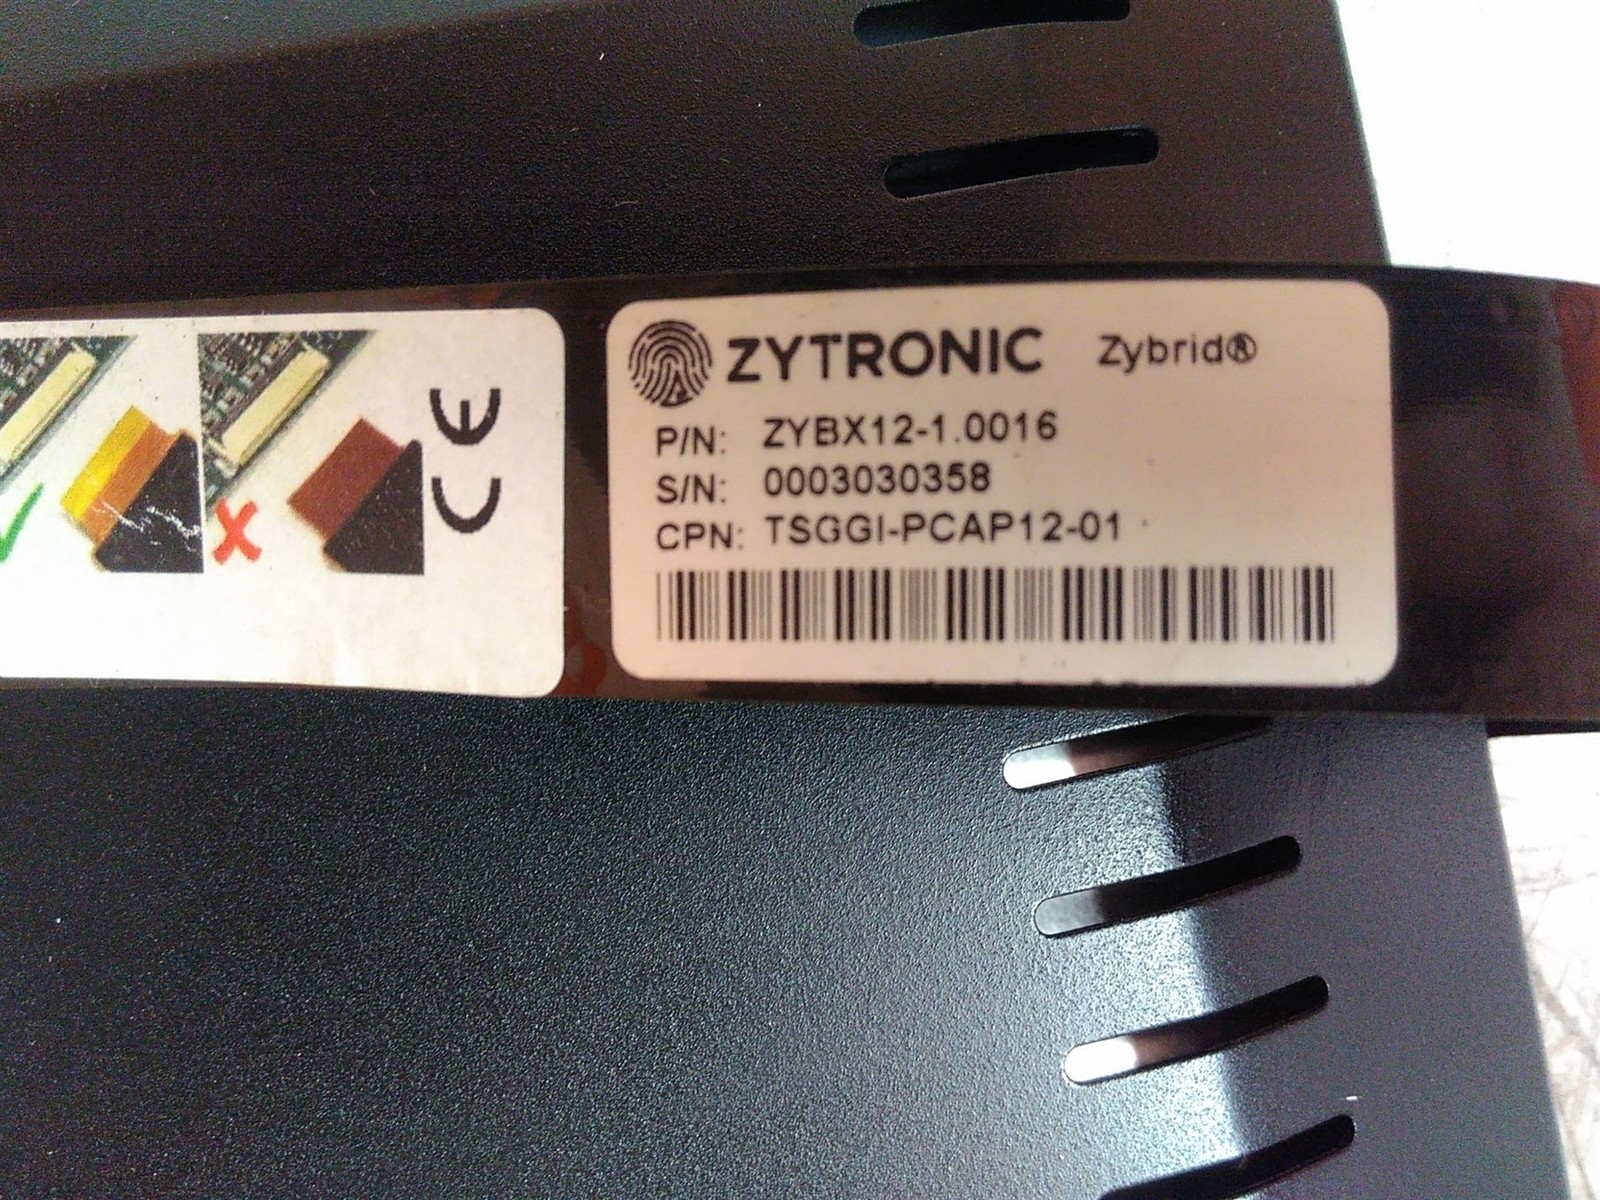 ZYTRONIC Zybrid®
P/N: ZYBX12-1.0016
S/N: 0003030358
CPN: TSGGI-PCAP12-01
CE